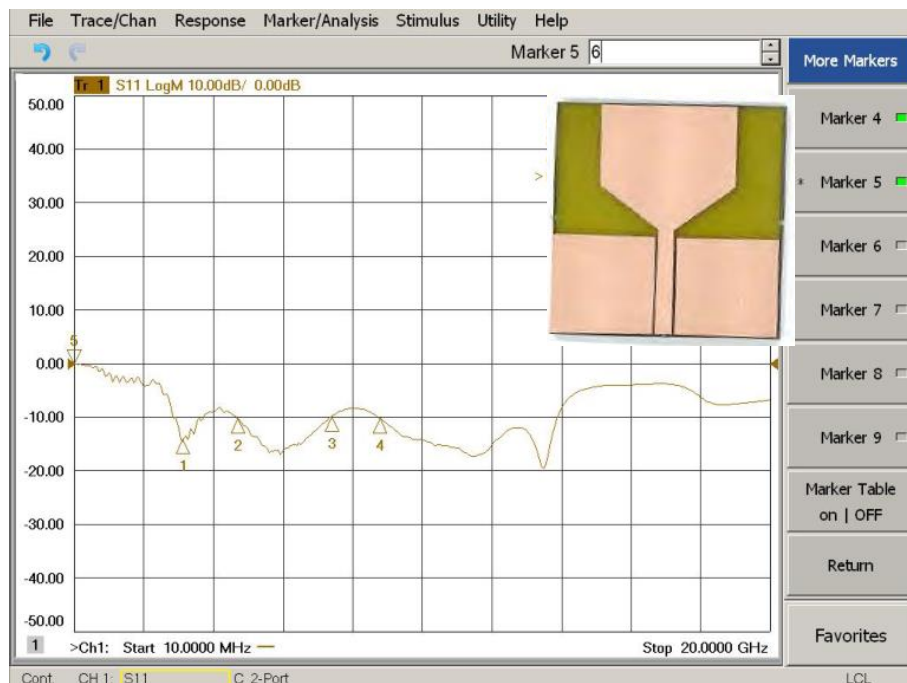 File Trace/Chan Response Marker/Analysis Stimulus Utility Help
Marker 5 6
More Markers
Tr 1 S11 LogM 10.00dB/ 0.00dB
50.00
40.00
30.00
20.00
10.00
0.00
-10.00
-20.00
-30.00
-40.00
-50.00
>
5
1
2
3
4
Marker 4
* Marker 5
Marker 6
Marker 7
Marker 8
Marker 9
Marker Table
on | OFF
Return
Favorites
1 >Ch1: Start 10.0000 MHz Stop 20.0000 GHz
Cont. CH 1: S11 C 2-Port LCL